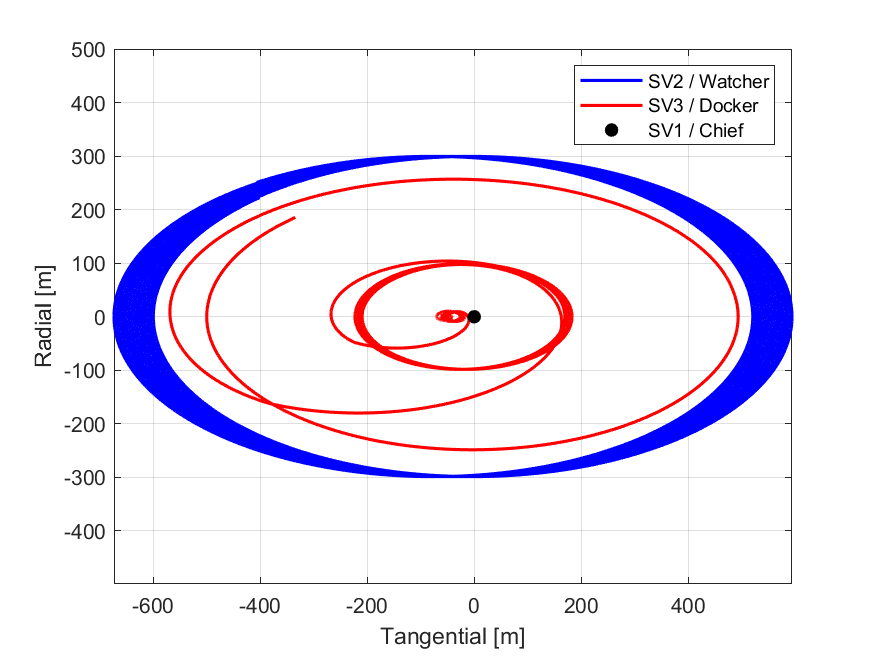 500
400
300
200
100
0
-100
-200
-300
-400
Radial [m]
SV2 / Watcher
SV3 / Docker
SV1 / Chief
-600 -400 -200 0 200 400
Tangential [m]